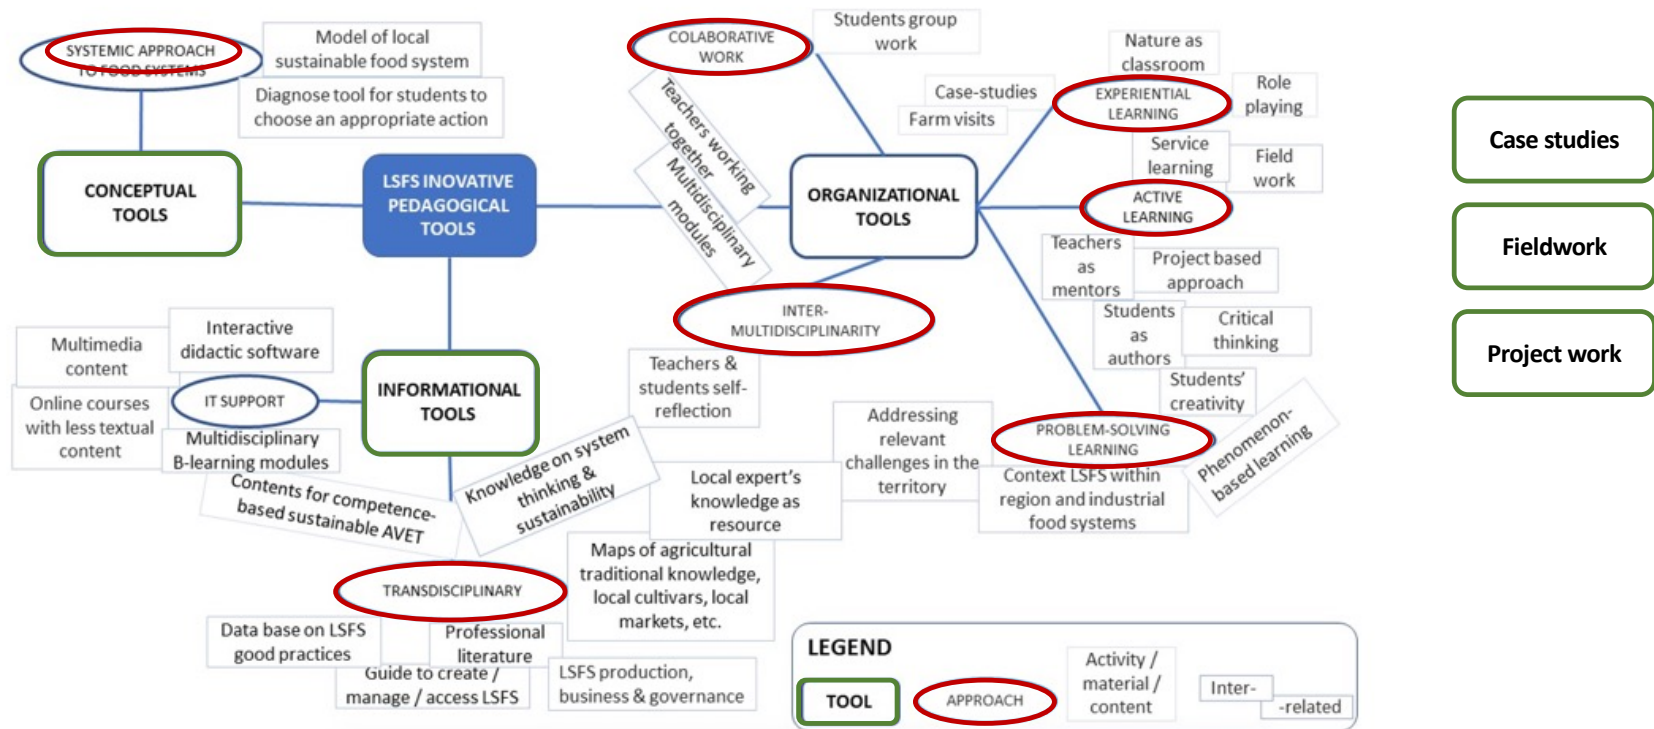 SYSTEMIC APPROACH
TO FOOD SYSTEMS
Model of local
sustainable food system
Diagnose tool for students to
choose an appropriate action
CONCEPTUAL
TOOLS
LSFS INOVATIVE
PEDAGOGICAL
TOOLS
COLABORATIVE
WORK
Students group
work
Teachers working
together
Multidisciplinary
modules
Case-studies
Farm visits
Nature as
classroom
EXPERIENTIAL
LEARNING
Role
playing
Service
learning
Field
work
ORGANIZATIONAL
TOOLS
ACTIVE
LEARNING
Teachers
as
mentors
Project based
approach
Students
as
authors
Critical
thinking
Students’
creativity
INTER-
MULTIDISCIPLINARITY
Teachers &
students self-
reflection
PROBLEM-SOLVING
LEARNING
Phenomenon-
based learning
Addressing
relevant
challenges in the
territory
Context LSFS within
region and industrial
food systems
Multimedia
content
Interactive
didactic software
IT SUPPORT
Online courses
with less textual
content
Multidisciplinary
B-learning modules
INFORMATIONAL
TOOLS
Contents for competence-
based sustainable AVET
Knowledge on system
thinking &
sustainability
Local expert’s
knowledge as
resource
TRANSDISCIPLINARY
Maps of agricultural
traditional knowledge,
local cultivars, local
markets, etc.
Data base on LSFS
good practices
Professional
literature
Guide to create /
manage / access LSFS
LSFS production,
business & governance
LEGEND
TOOL
APPROACH
Activity /
material /
content
Inter-
-related
Case studies
Fieldwork
Project work